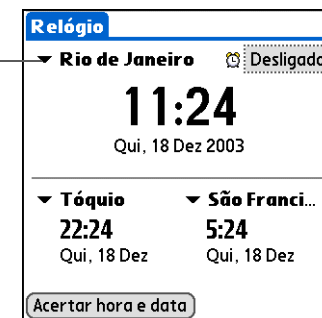 Relógio
Rio de Janeiro Desligado
11:24
Qui, 18 Dez 2003
Tóquio São Franci...
22:24 5:24
Qui, 18 Dez Qui, 18 Dez
Acertar hora e data